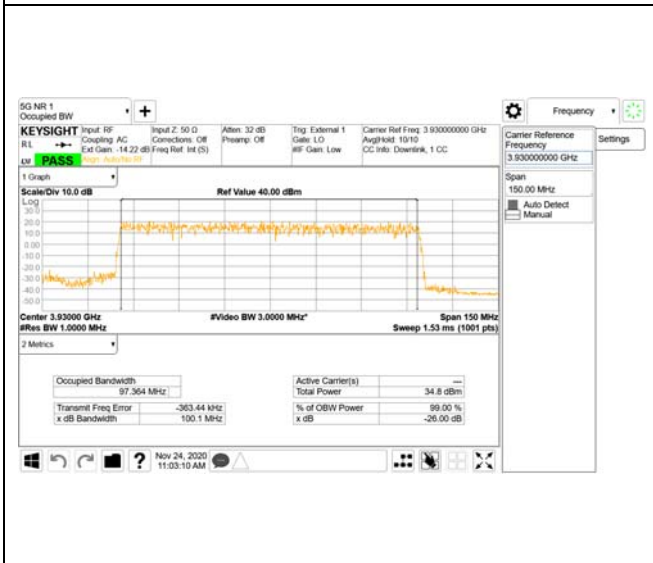 5G NR 1
Occupied BW
+
Frequency
KEYSIGHT
RL
PASS
Input: RF
Coupling: AC
Ext Gain: -14.22 dB
Align: Auto/No RF
Input Z: 50 Ω
Corrections: Off
Freq Ref: Int (S)
Atten: 32 dB
Preamp: Off
Trig: External 1
Gate: LO
#IF Gain: Low
Carrier Ref Freq: 3.930000000 GHz
Avg|Hold: 10/10
CC Info: Downlink, 1 CC
Carrier Reference
Frequency
3.930000000 GHz
Settings
Span
150.00 MHz
Auto Detect
Manual
1 Graph
Scale/Div 10.0 dB
Ref Value 40.00 dBm
Log
30.0
20.0
10.0
0.00
-10.0
-20.0
-30.0
-40.0
-50.0
Center 3.93000 GHz
#Video BW 3.0000 MHz*
Span 150 MHz
#Res BW 1.0000 MHz
Sweep 1.53 ms (1001 pts)
2 Metrics
Occupied Bandwidth
97.364 MHz
Active Carrier(s) ---
Total Power 34.8 dBm
Transmit Freq Error -363.44 kHz
% of OBW Power 99.00 %
x dB Bandwidth 100.1 MHz
x dB -26.00 dB
?
Nov 24, 2020
11:03:10 AM